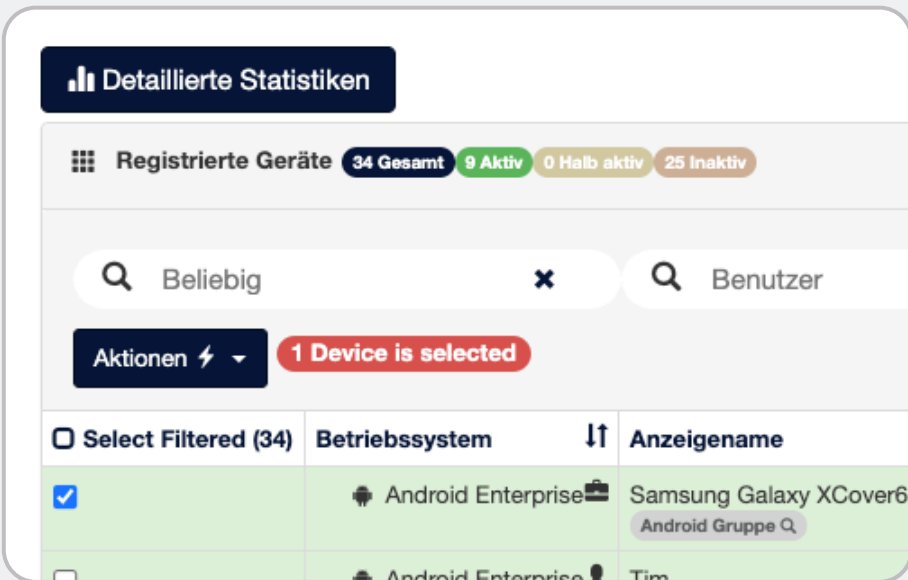 Detaillierte Statistiken
Registrierte Geräte 34 Gesamt 9 Aktiv 0 Halb aktiv 25 Inaktiv
Beliebig Benutzer
Aktionen 1 Device is selected
Select Filtered (34) Betriebssystem Anzeigename
Android Enterprise Samsung Galaxy XCover6
Android Gruppe
Android Enterprise Tim